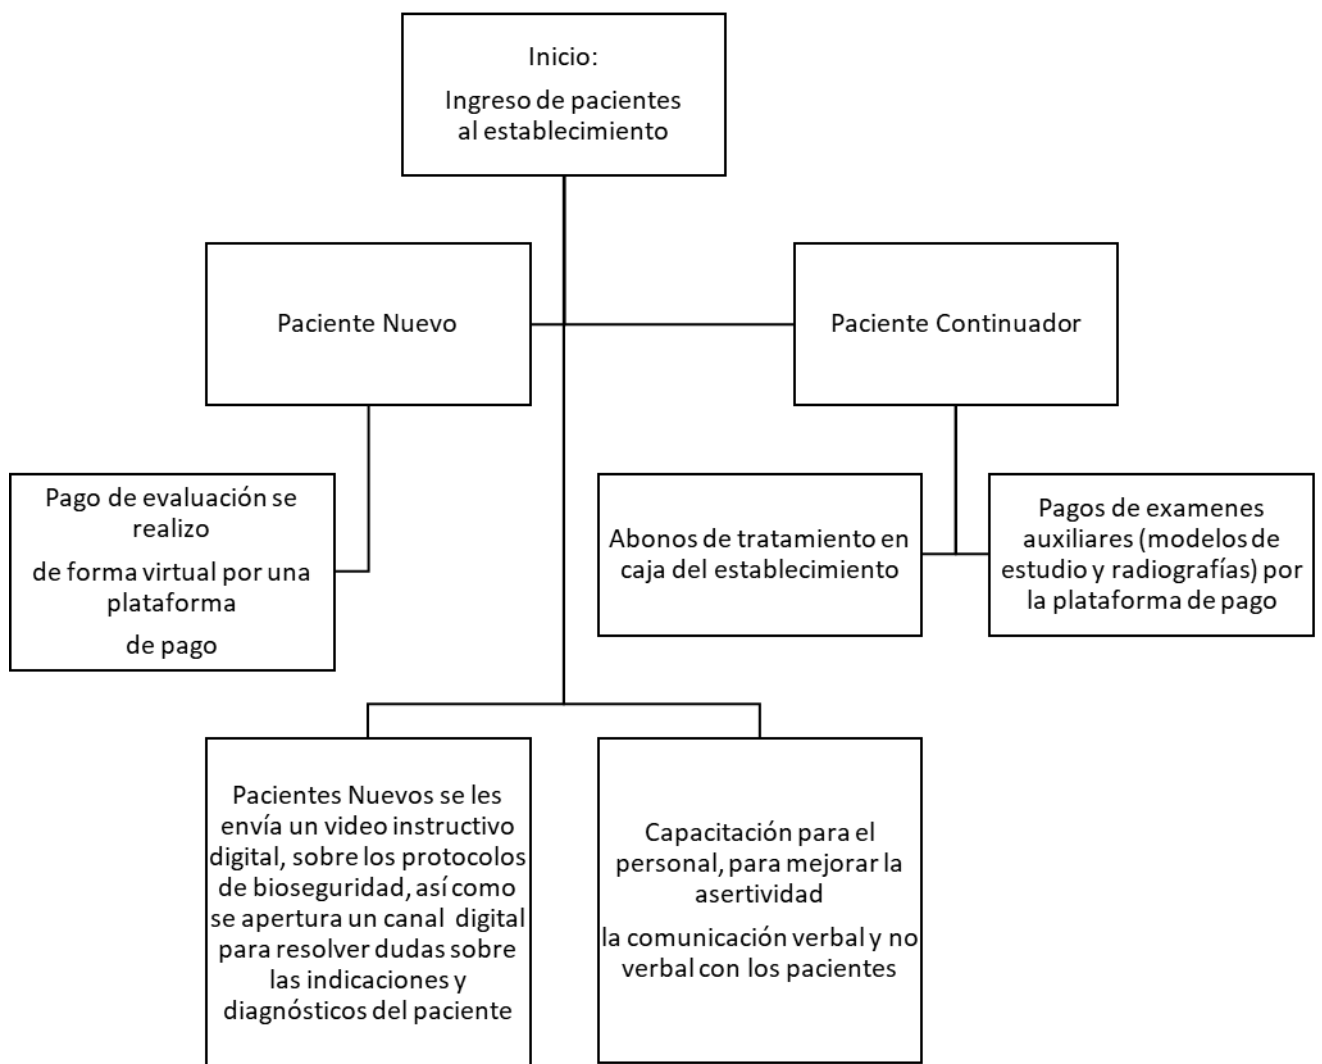 Inicio:
Ingreso de pacientes
al establecimiento
Paciente Nuevo
Paciente Continuador
Pago de evaluación se
realizo
de forma virtual por una
plataforma
de pago
Abonos de tratamiento en
caja del establecimiento
Pagos de examenes
auxiliares (modelos de
estudio y radiografías) por
la plataforma de pago
Pacientes Nuevos se les
envía un video instructivo
digital, sobre los protocolos
de bioseguridad, así como
se apertura un canal digital
para resolver dudas sobre
las indicaciones y
diagnósticos del paciente
Capacitación para el
personal, para mejorar la
asertividad
la comunicación verbal y no
verbal con los pacientes